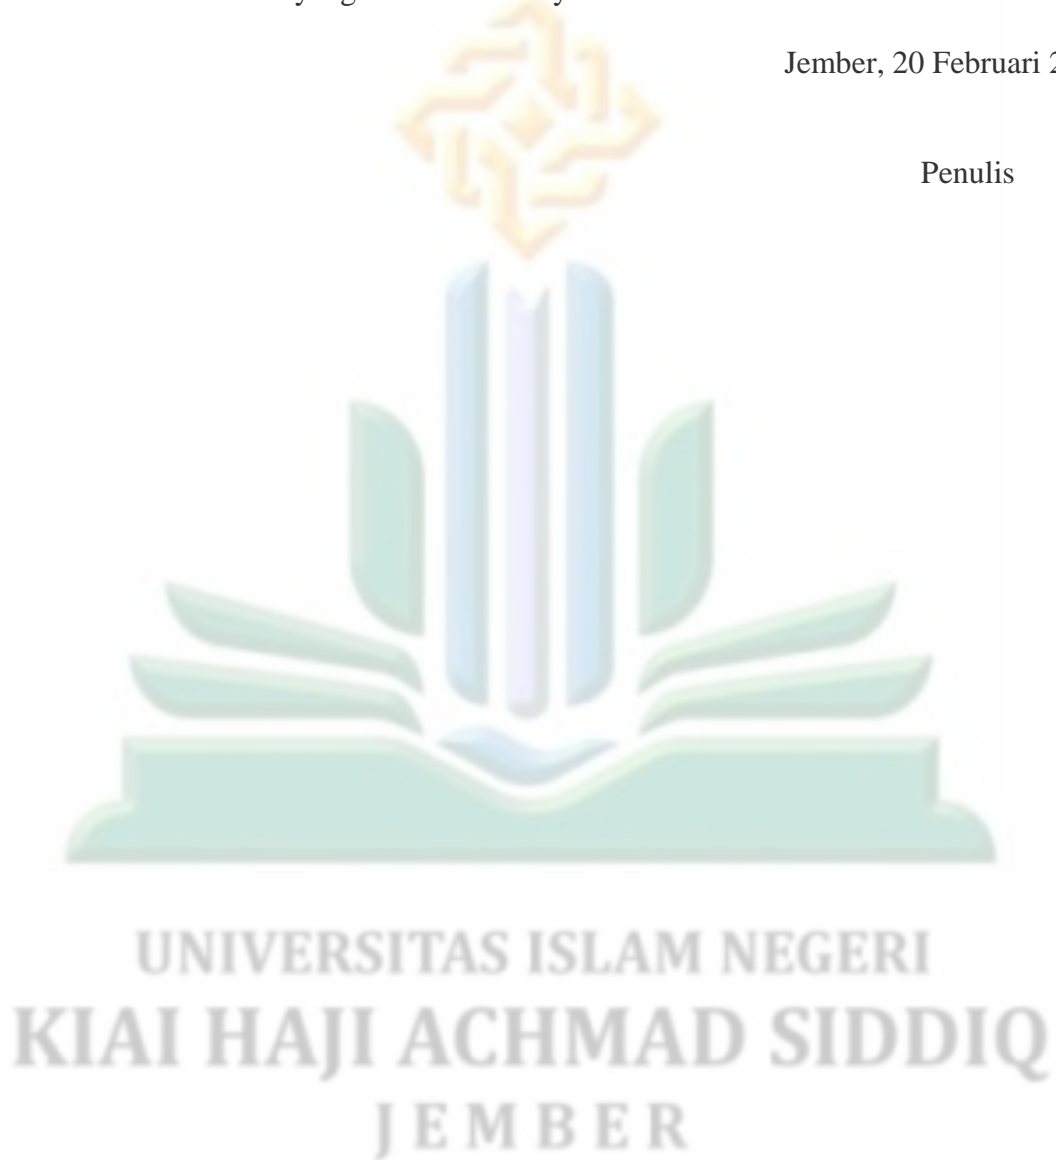 Jember, 20 Februari 2
Penulis
UNIVERSITAS ISLAM NEGERI
KIAI HAJI ACHMAD SIDDIQ
JEMBER